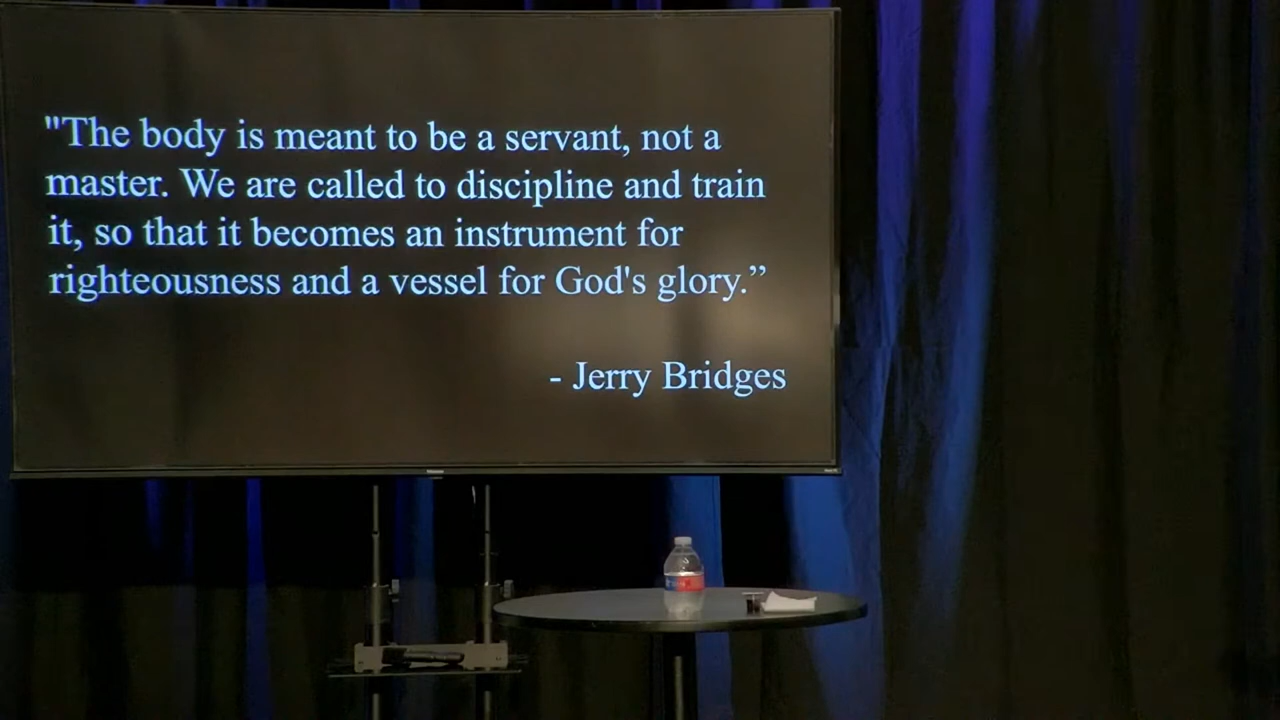 "The body is meant to be a servant, not a
master. We are called to discipline and train
it, so that it becomes an instrument for
righteousness and a vessel for God's glory.”
- Jerry Bridges